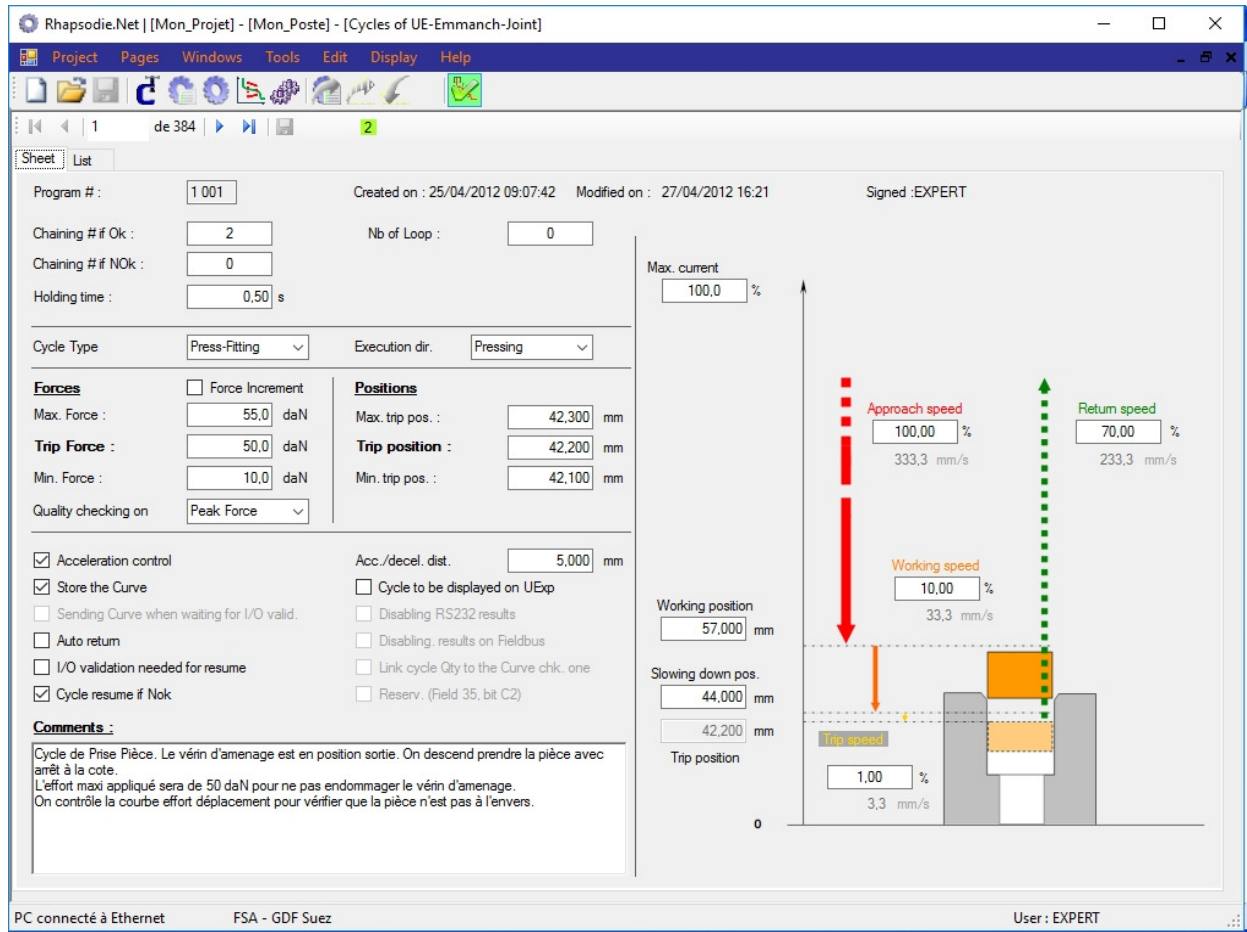 Rhapsodie.Net | [Mon_Projet] - [Mon_Poste] - [Cycles of UE-Emmanch-Joint]
Project Pages Windows Tools Edit Display Help
1 de 384 2
Sheet List
Program # : 1 001 Created on : 25/04/2012 09:07:42 Modified on : 27/04/2012 16:21 Signed :EXPERT
Chaining # if Ok : 2 Nb of Loop : 0
Chaining # if NOk : 0
Holding time : 0,50 s
Cycle Type Press-Fitting Execution dir. Pressing
Forces Force Increment Positions
Max. Force : 55,0 daN Max. trip pos. : 42,300 mm
Trip Force : 50,0 daN Trip position : 42,200 mm
Min. Force : 10,0 daN Min. trip pos. : 42,100 mm
Quality checking on Peak Force
Acceleration control Acc./decel. dist. 5,000 mm
Store the Curve Cycle to be displayed on UExp
Sending Curve when waiting for I/O valid. Disabling RS232 results
Auto return Disabling. results on Fieldbus
I/O validation needed for resume Link cycle Qty to the Curve chk. one
Cycle resume if Nok Reserv. (Field 35, bit C2)
Comments :
Cycle de Prise Pièce. Le vérin d'amenage est en position sortie. On descend prendre la pièce avec
arrêt à la cote.
L'effort maxi appliqué sera de 50 daN pour ne pas endommager le vérin d'amenage.
On contrôle la courbe effort déplacement pour vérifier que la pièce n'est pas à l'envers.
Max. current
100,0 %
Approach speed Return speed
100,00 % 70,00 %
333,3 mm/s 233,3 mm/s
Working speed
10,00 %
33,3 mm/s
Working position
57,000 mm
Slowing down pos.
44,000 mm
42,200 mm
Trip position
Trip speed
1,00 %
3,3 mm/s
0
PC connecté à Ethernet FSA - GDF Suez User : EXPERT